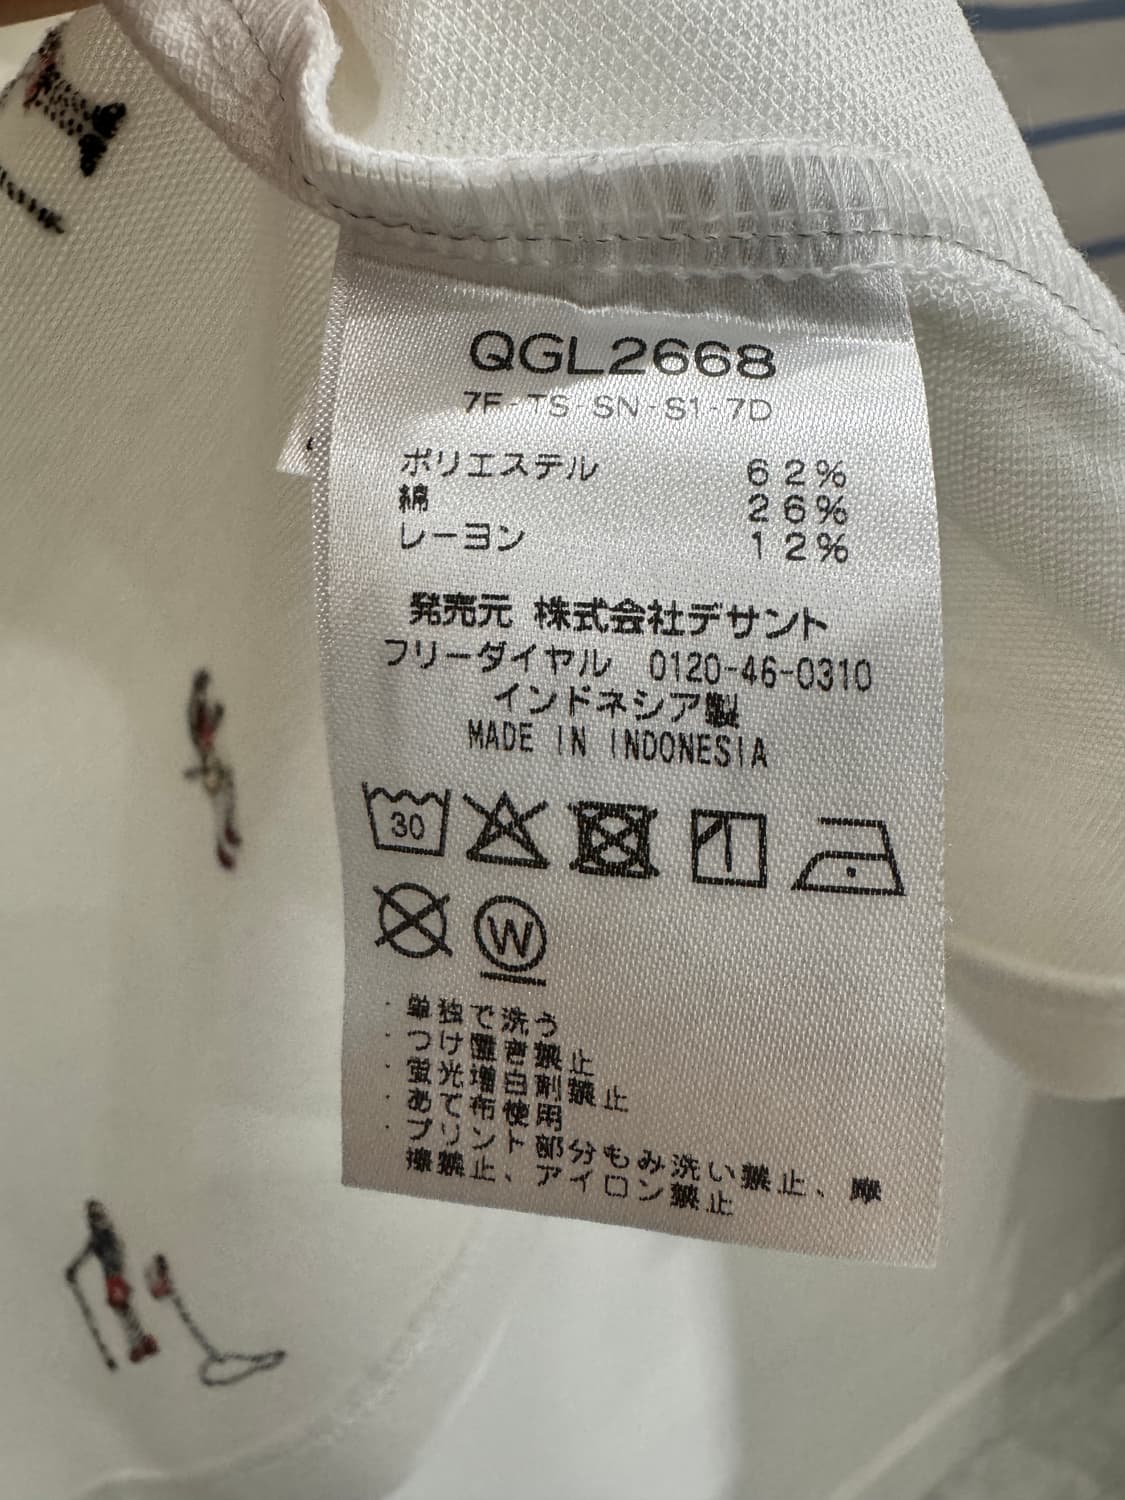 QGL2668
7F-TS-SN-S1-7D
ポリエステル 62%
綿 26%
レーヨン 12%
発売元 株式会社デサント
フリーダイヤル 0120-46-0310
インドネシア製
MADE IN INDONESIA
30
W
・単独で洗う
・つけ置き禁止
・蛍光増白剤禁止
・あて布使用
・プリント部分もみ洗い禁止、摩
擦禁止、アイロン禁止